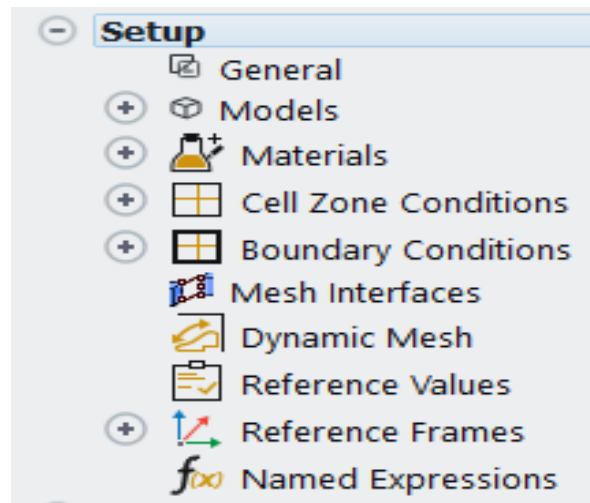 Setup
General
Models
Materials
Cell Zone Conditions
Boundary Conditions
Mesh Interfaces
Dynamic Mesh
Reference Values
Reference Frames
f(x) Named Expressions